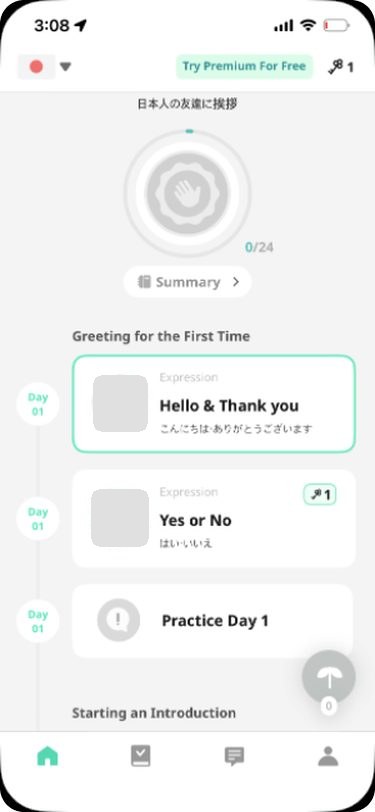 3:08
Try Premium For Free
1
日本人の友達に挨拶
0/24
Summary
Greeting for the First Time
Day 01
Expression
Hello & Thank you
こんにちは·ありがとうございます
Day 01
Expression
1
Yes or No
はい·いいえ
Day 01
Practice Day 1
0
Starting an Introduction